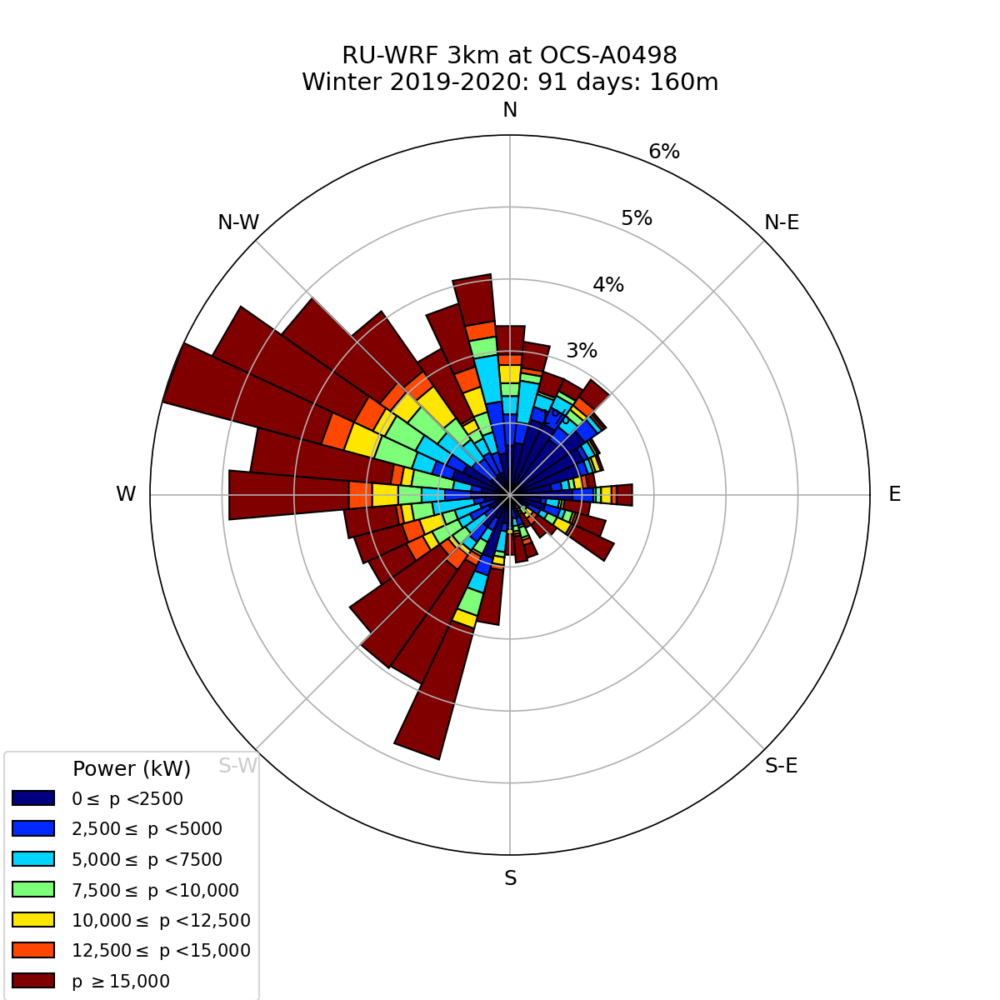 RU-WRF 3km at OCS-A0498
Winter 2019-2020: 91 days: 160m
N
6%
N-W
N-E
5%
4%
3%
1%
W
E
S-W
S-E
S
Power (kW)
0≤ p <2500
2,500≤ p <5000
5,000≤ p <7500
7,500≤ p <10,000
10,000≤ p <12,500
12,500≤ p <15,000
p ≥15,000